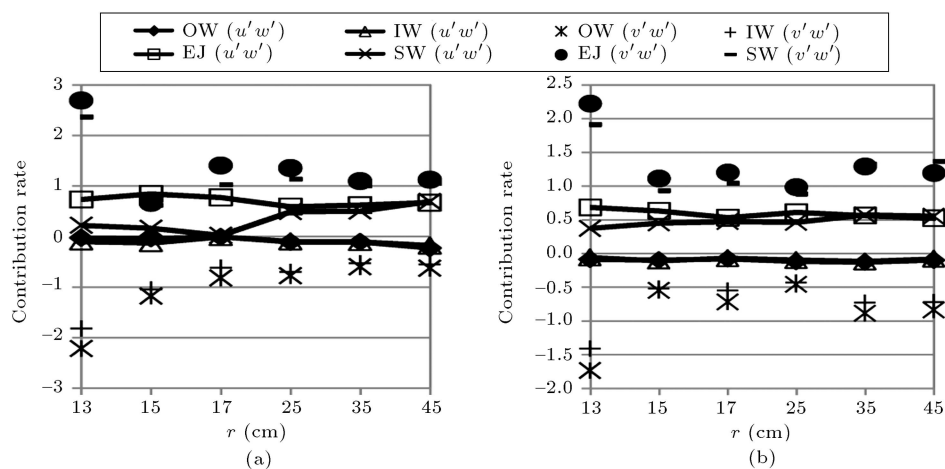 OW (u′w′) IW (u′w′) OW (v′w′) IW (v′w′)
EJ (u′w′) SW (u′w′) EJ (v′w′) SW (v′w′)
3
2
1
0
−1
−2
−3
Contribution rate
13 15 17 25 35 45
r (cm)
(a)
2.5
2.0
1.5
1.0
0.5
0.0
−0.5
−1.0
−1.5
−2.0
Contribution rate
13 15 17 25 35 45
r (cm)
(b)